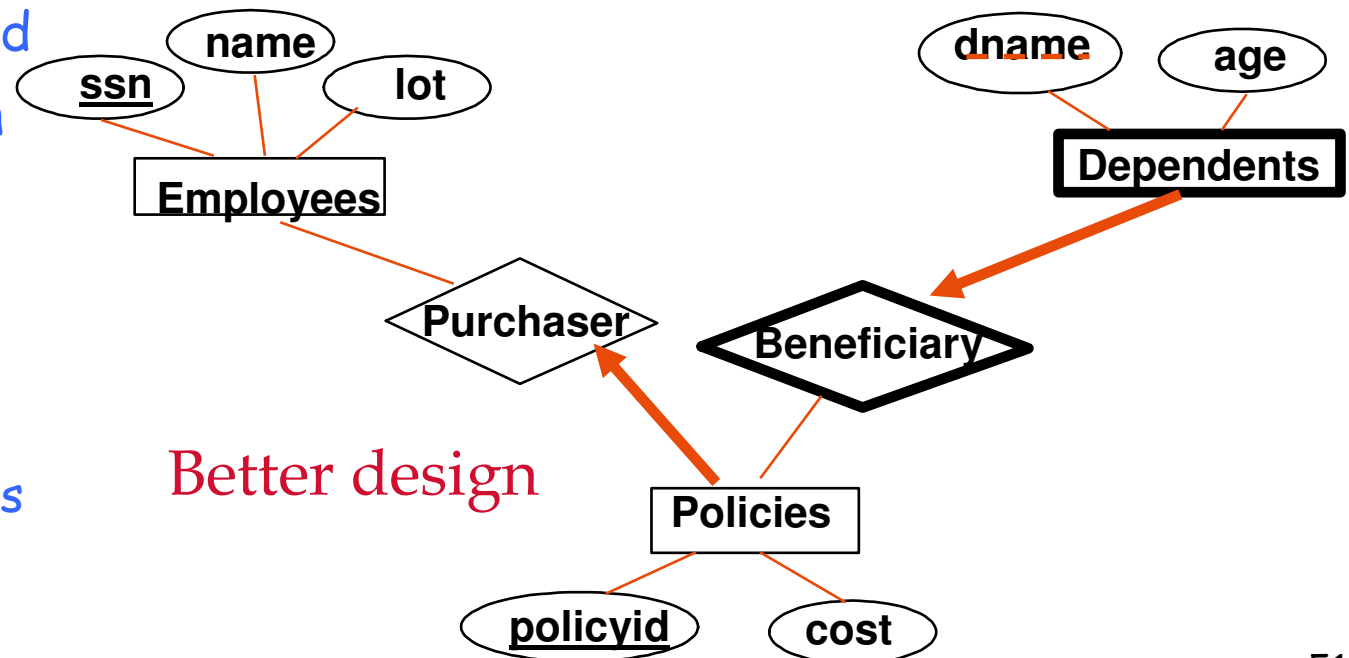 d
name
dname
age
ssn
lot
Dependents
Employees
Purchaser
Beneficiary
Better design
s
Policies
policyid
cost